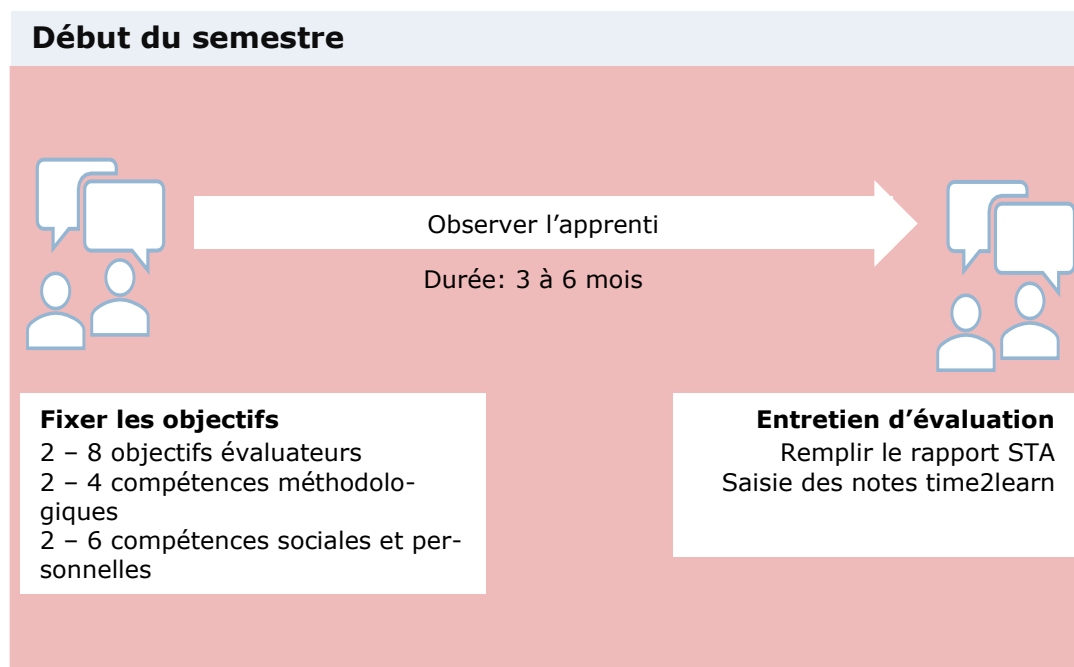 Début du semestre
Observer l’apprenti
Durée: 3 à 6 mois
Fixer les objectifs
2 – 8 objectifs évaluateurs
2 – 4 compétences méthodolo-
giques
2 – 6 compétences sociales et per-
sonnelles
Entretien d’évaluation
Remplir le rapport STA
Saisie des notes time2learn